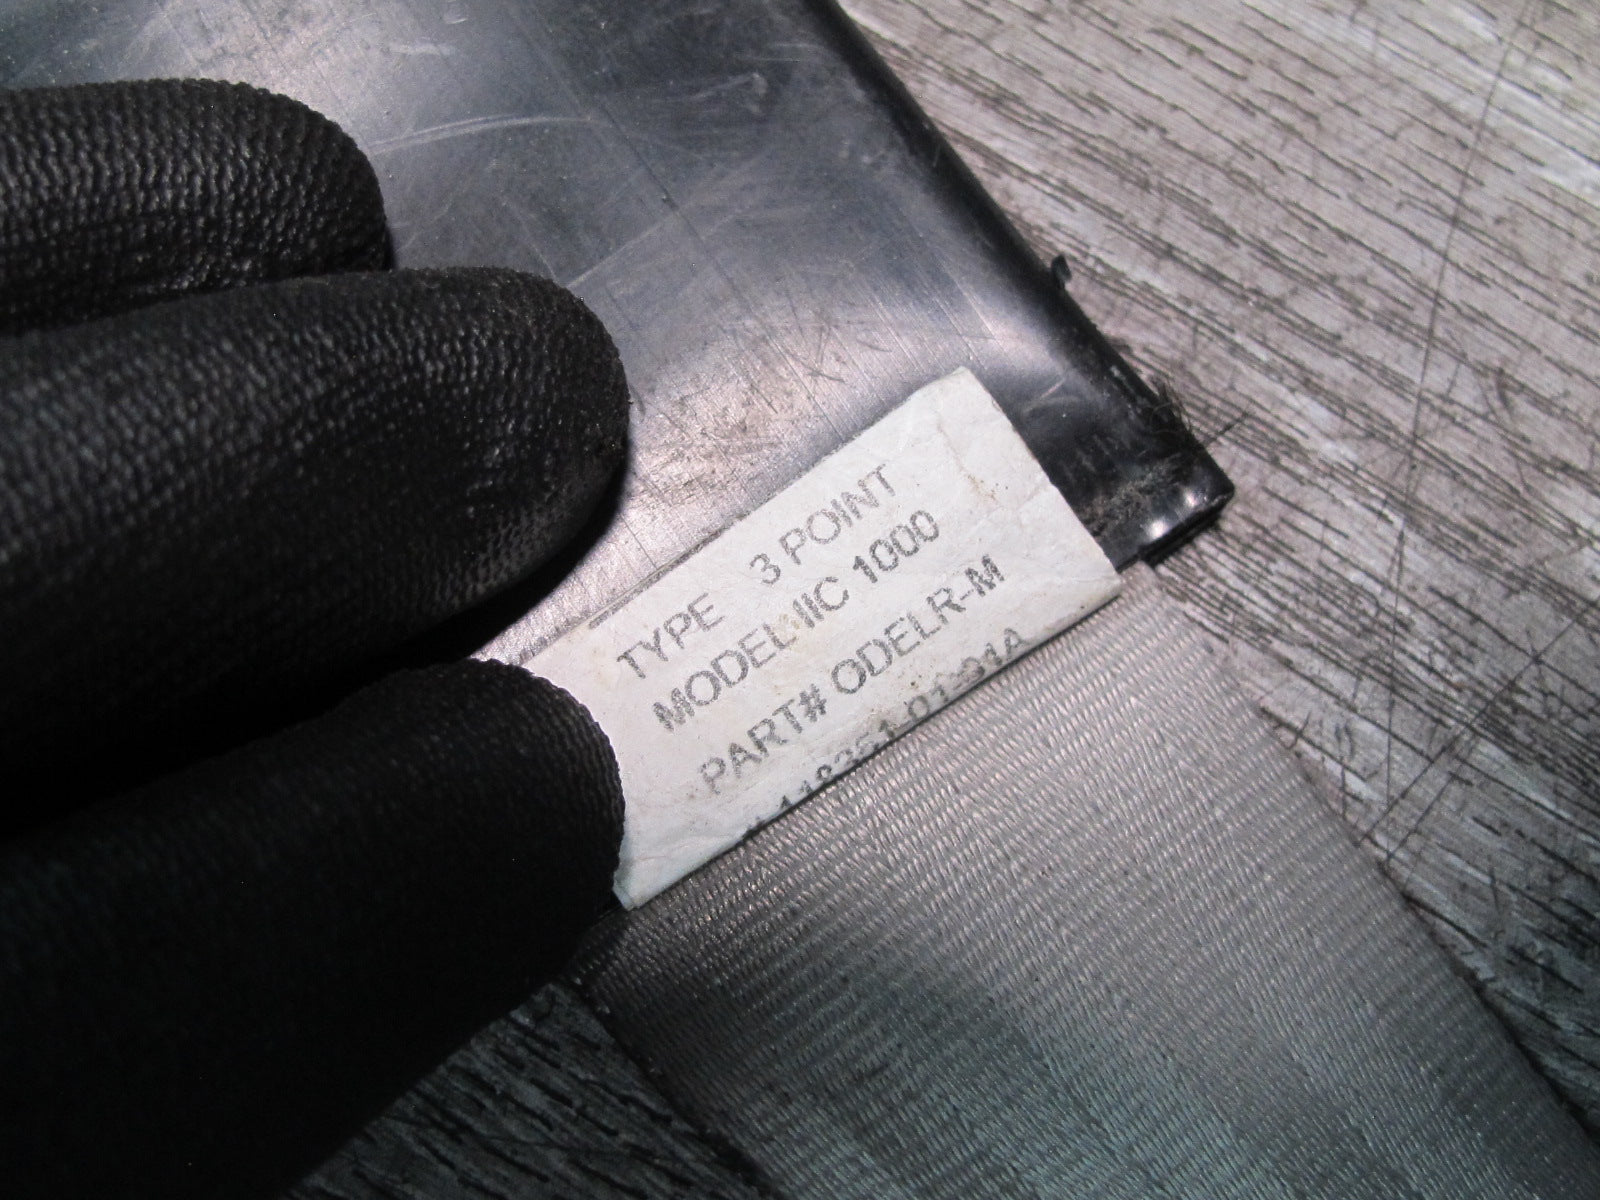 TYPE 3 POINT
MODEL IIC 1000
PART# ODELR-M